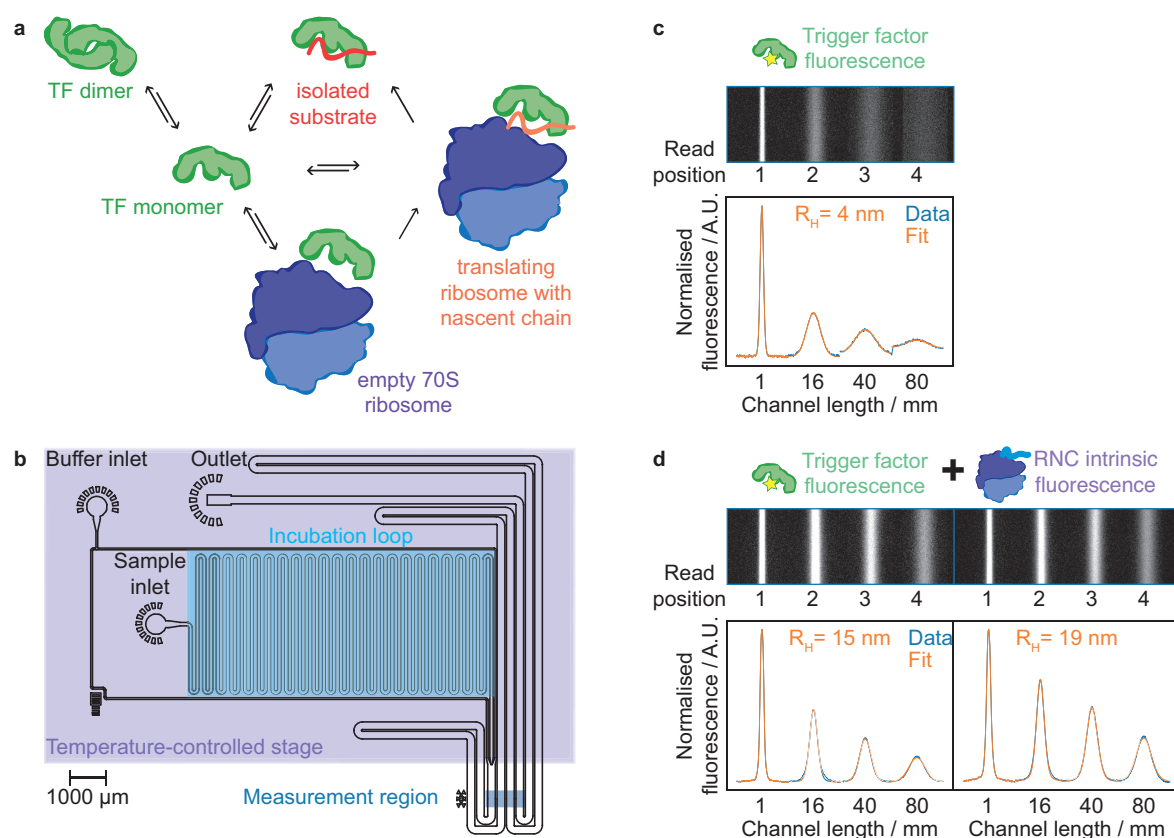 a
TF dimer
TF monomer
isolated
substrate
translating
ribosome with
nascent chain
empty 70S
ribosome
b
Buffer inlet
Outlet
Incubation loop
Sample
inlet
Temperature-controlled stage
1000 µm
Measurement region
c
Trigger factor
fluorescence
Read
position
1 2 3 4
Normalised
fluorescence / A.U.
R_H = 4 nm
Data
Fit
1 16 40 80
Channel length / mm
d
Trigger factor
fluorescence
+
RNC intrinsic
fluorescence
Read
position
1 2 3 4 1 2 3 4
Normalised
fluorescence / A.U.
R_H = 15 nm
Data
Fit
R_H = 19 nm
1 16 40 80 1 16 40 80
Channel length / mm Channel length / mm